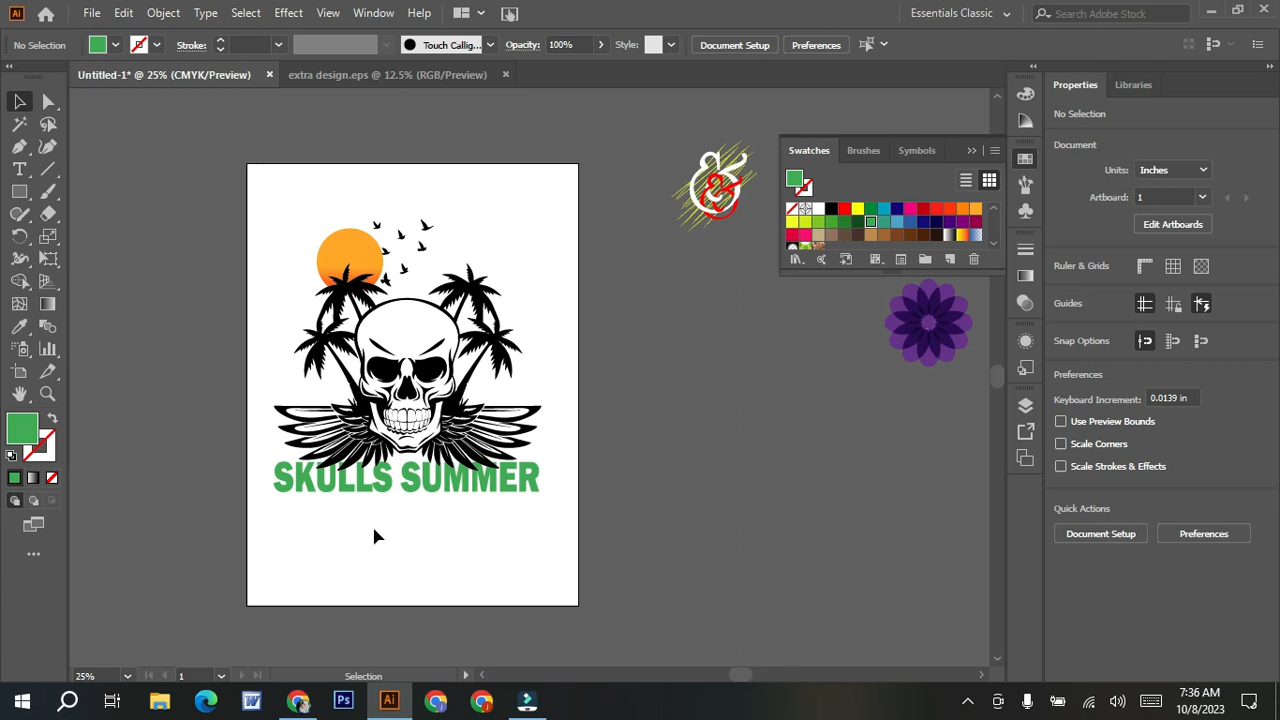 Ai File Edit Object Type Select Effect View Window Help Essentials Classic Search Adobe Stock
No Selection Stroke: Touch Callig... Opacity: 100% Style: Document Setup Preferences
Untitled-1* @ 25% (CMYK/Preview) × extra design.eps @ 12.5% (RGB/Preview) ×
Properties Libraries
No Selection
Document
Units: Inches
Artboard: 1
Edit Artboards
Ruler & Grids
Guides
Snap Options
Preferences
Keyboard Increment: 0.0139 in
Use Preview Bounds
Scale Corners
Scale Strokes & Effects
Quick Actions
Document Setup Preferences
Swatches Brushes Symbols
&
&
SKULLS SUMMER
25% 1 Selection
W Ps Ai
7:36 AM
10/8/2023